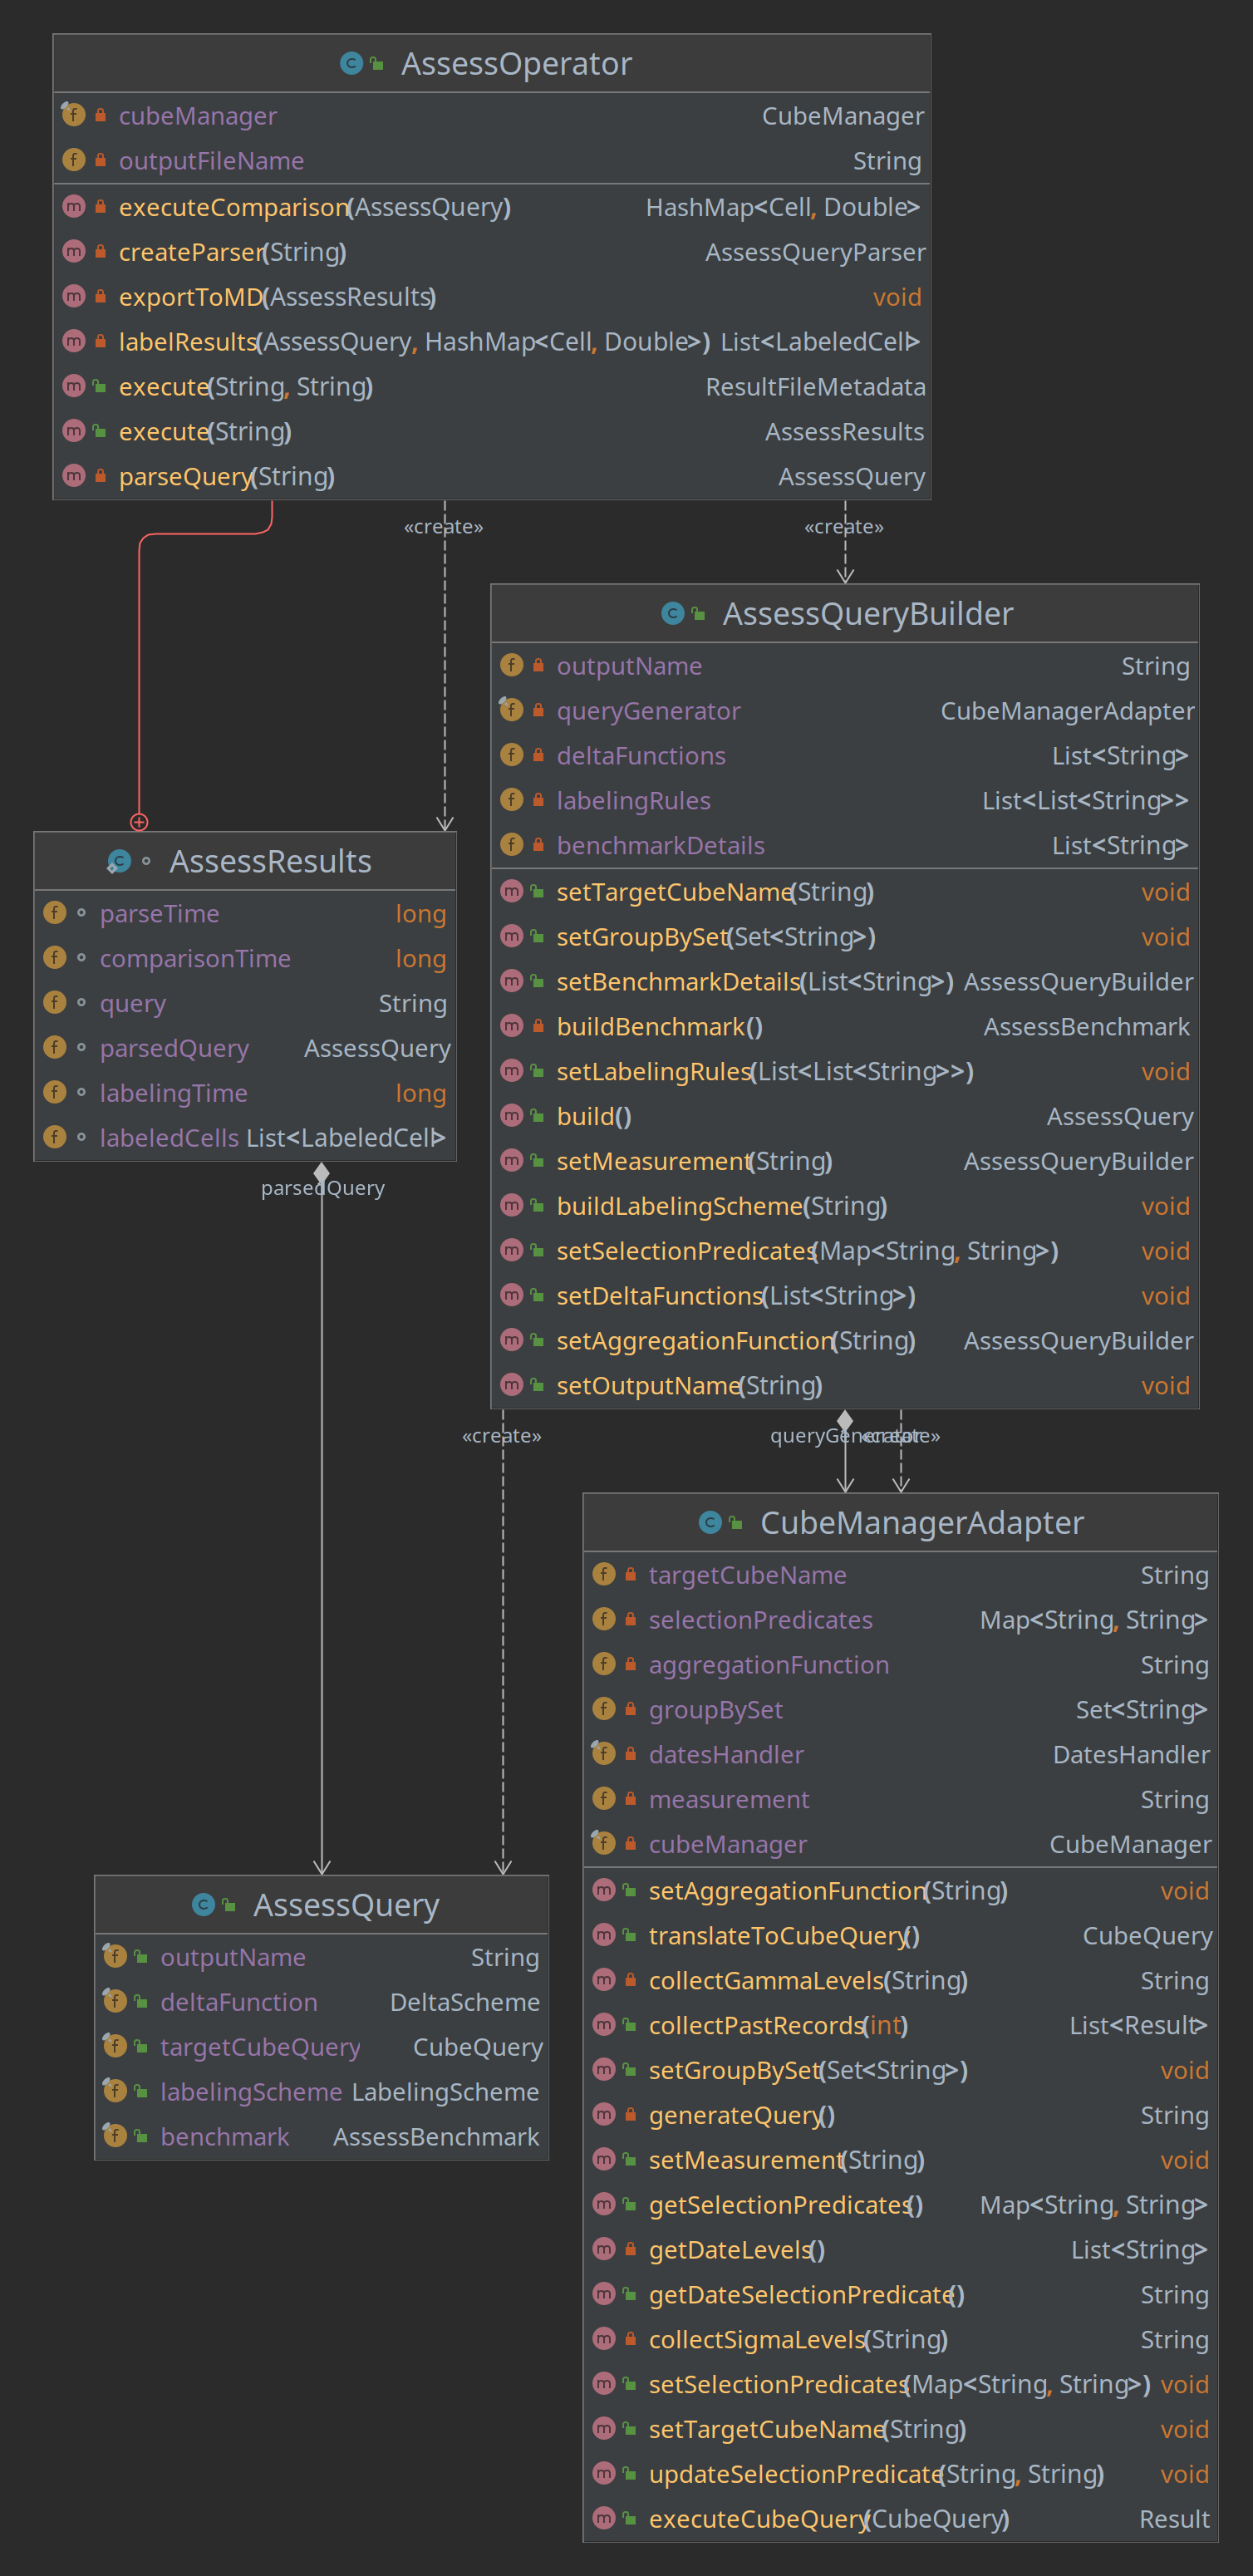 AssessOperator
cubeManager CubeManager
outputFileName String
executeComparison(AssessQuery) HashMap<Cell, Double>
createParser(String) AssessQueryParser
exportToMD(AssessResults) void
labelResults(AssessQuery, HashMap<Cell, Double>) List<LabeledCell>
execute(String, String) ResultFileMetadata
execute(String) AssessResults
parseQuery(String) AssessQuery
«create» «create»
AssessQueryBuilder
outputName String
queryGenerator CubeManagerAdapter
deltaFunctions List<String>
labelingRules List<List<String>>
benchmarkDetails List<String>
setTargetCubeName(String) void
setGroupBySet(Set<String>) void
setBenchmarkDetails(List<String>) AssessQueryBuilder
buildBenchmark() AssessBenchmark
setLabelingRules(List<List<String>>) void
build() AssessQuery
setMeasurement(String) AssessQueryBuilder
buildLabelingScheme(String) void
setSelectionPredicates(Map<String, String>) void
setDeltaFunctions(List<String>) void
setAggregationFunction(String) AssessQueryBuilder
setOutputName(String) void
AssessResults
parseTime long
comparisonTime long
query String
parsedQuery AssessQuery
labelingTime long
labeledCells List<LabeledCell>
parsedQuery
«create» queryGenerator «create»
CubeManagerAdapter
targetCubeName String
selectionPredicates Map<String, String>
aggregationFunction String
groupBySet Set<String>
datesHandler DatesHandler
measurement String
cubeManager CubeManager
setAggregationFunction(String) void
translateToCubeQuery() CubeQuery
collectGammaLevels(String) String
collectPastRecords(int) List<Result>
setGroupBySet(Set<String>) void
generateQuery() String
setMeasurement(String) void
getSelectionPredicates() Map<String, String>
getDateLevels() List<String>
getDateSelectionPredicate() String
collectSigmaLevels(String) String
setSelectionPredicates(Map<String, String>) void
setTargetCubeName(String) void
updateSelectionPredicate(String, String) void
executeCubeQuery(CubeQuery) Result
AssessQuery
outputName String
deltaFunction DeltaScheme
targetCubeQuery CubeQuery
labelingScheme LabelingScheme
benchmark AssessBenchmark